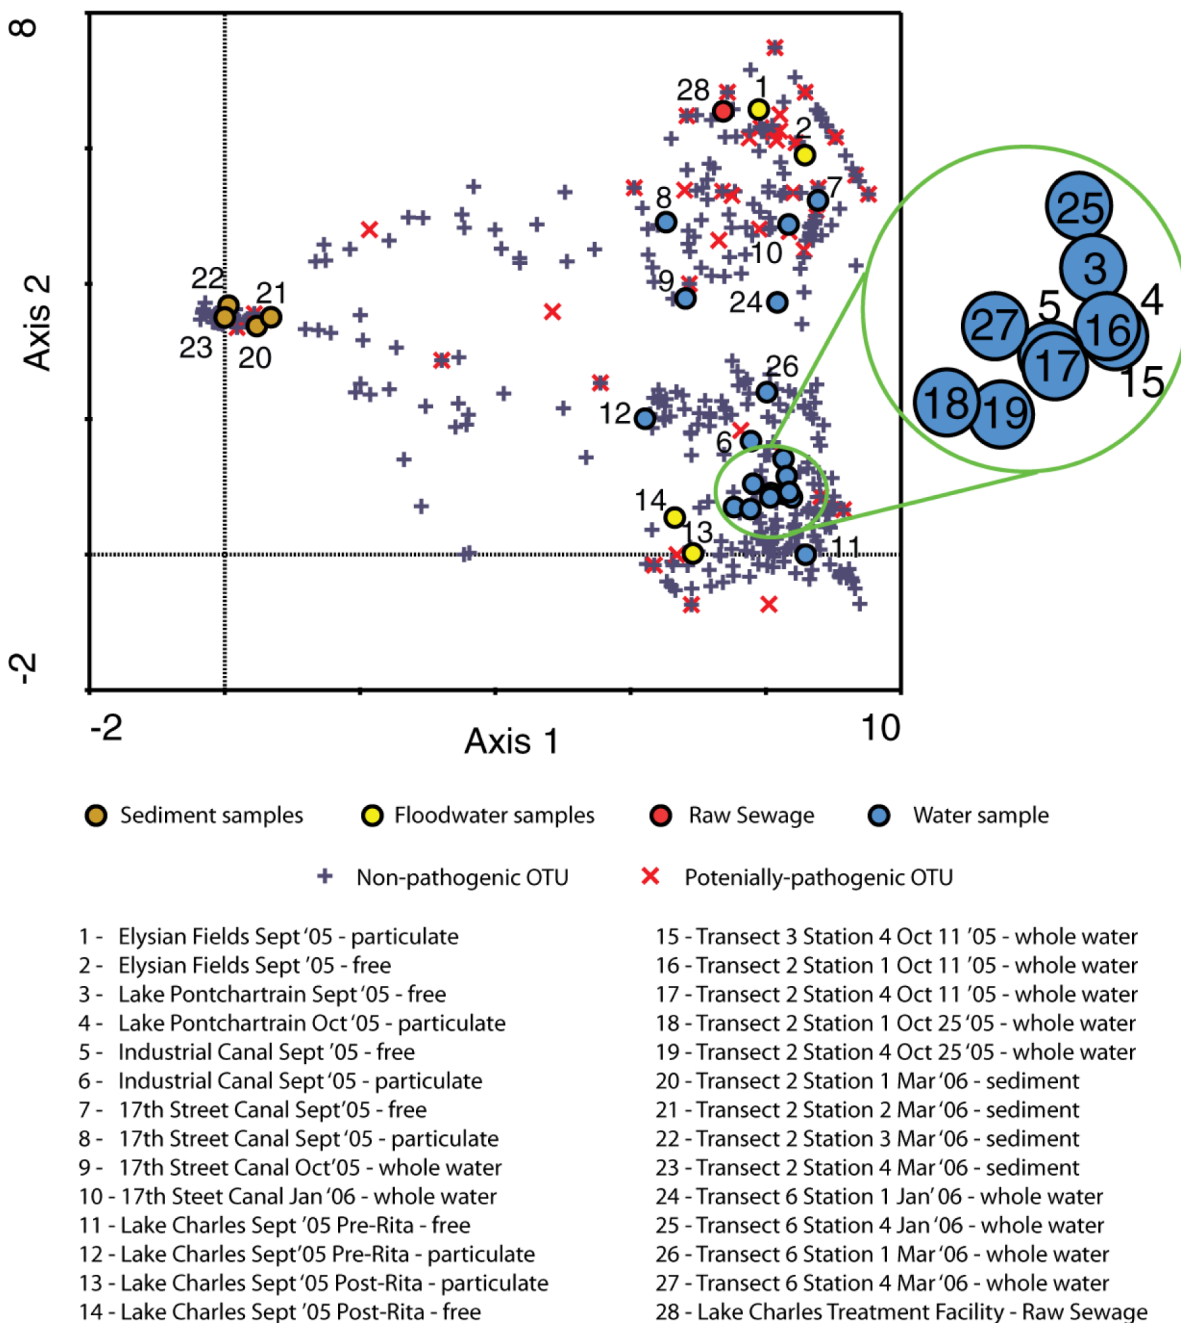 8
28
1
2
7
8
10
9
24
22
21
23
20
26
12
6
14
13
11
25
3
5
4
27
16
17
15
18
19
Axis 2
-2
-2
Axis 1
10
Sediment samples
Floodwater samples
Raw Sewage
Water sample
Non-pathogenic OTU
Potenially-pathogenic OTU
1 - Elysian Fields Sept '05 - particulate
2 - Elysian Fields Sept '05 - free
3 - Lake Pontchartrain Sept '05 - free
4 - Lake Pontchartrain Oct '05 - particulate
5 - Industrial Canal Sept '05 - free
6 - Industrial Canal Sept '05 - particulate
7 - 17th Street Canal Sept'05 - free
8 - 17th Street Canal Sept '05 - particulate
9 - 17th Street Canal Oct'05 - whole water
10 - 17th Steet Canal Jan '06 - whole water
11 - Lake Charles Sept '05 Pre-Rita - free
12 - Lake Charles Sept'05 Pre-Rita - particulate
13 - Lake Charles Sept '05 Post-Rita - particulate
14 - Lake Charles Sept '05 Post-Rita - free
15 - Transect 3 Station 4 Oct 11 '05 - whole water
16 - Transect 2 Station 1 Oct 11 '05 - whole water
17 - Transect 2 Station 4 Oct 11 '05 - whole water
18 - Transect 2 Station 1 Oct 25 '05 - whole water
19 - Transect 2 Station 4 Oct 25 '05 - whole water
20 - Transect 2 Station 1 Mar '06 - sediment
21 - Transect 2 Station 2 Mar '06 - sediment
22 - Transect 2 Station 3 Mar '06 - sediment
23 - Transect 2 Station 4 Mar '06 - sediment
24 - Transect 6 Station 1 Jan' 06 - whole water
25 - Transect 6 Station 4 Jan '06 - whole water
26 - Transect 6 Station 1 Mar '06 - whole water
27 - Transect 6 Station 4 Mar '06 - whole water
28 - Lake Charles Treatment Facility - Raw Sewage